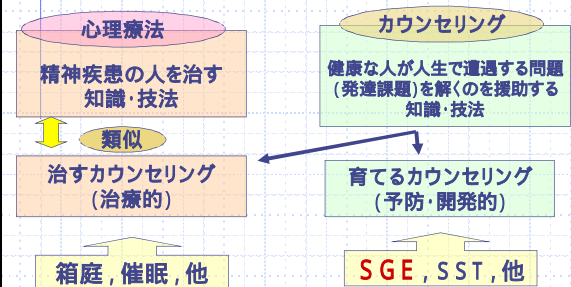 心理療法
精神疾患の人を治す
知識・技法
カウンセリング
健康な人が人生で遭遇する問題
(発達課題)を解くのを援助する
知識・技法
類似
治すカウンセリング
(治療的)
育てるカウンセリング
(予防・開発的)
箱庭,催眠,他
SGE,SST,他